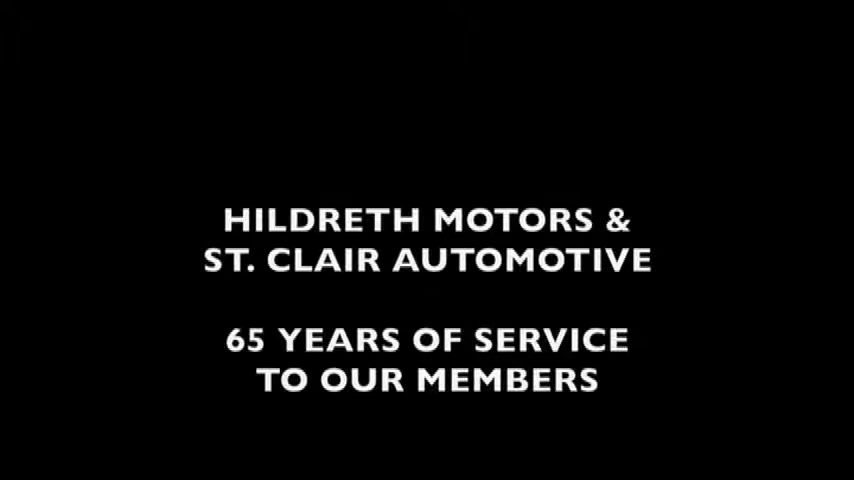 HILDRETH MOTORS &
ST. CLAIR AUTOMOTIVE
65 YEARS OF SERVICE
TO OUR MEMBERS